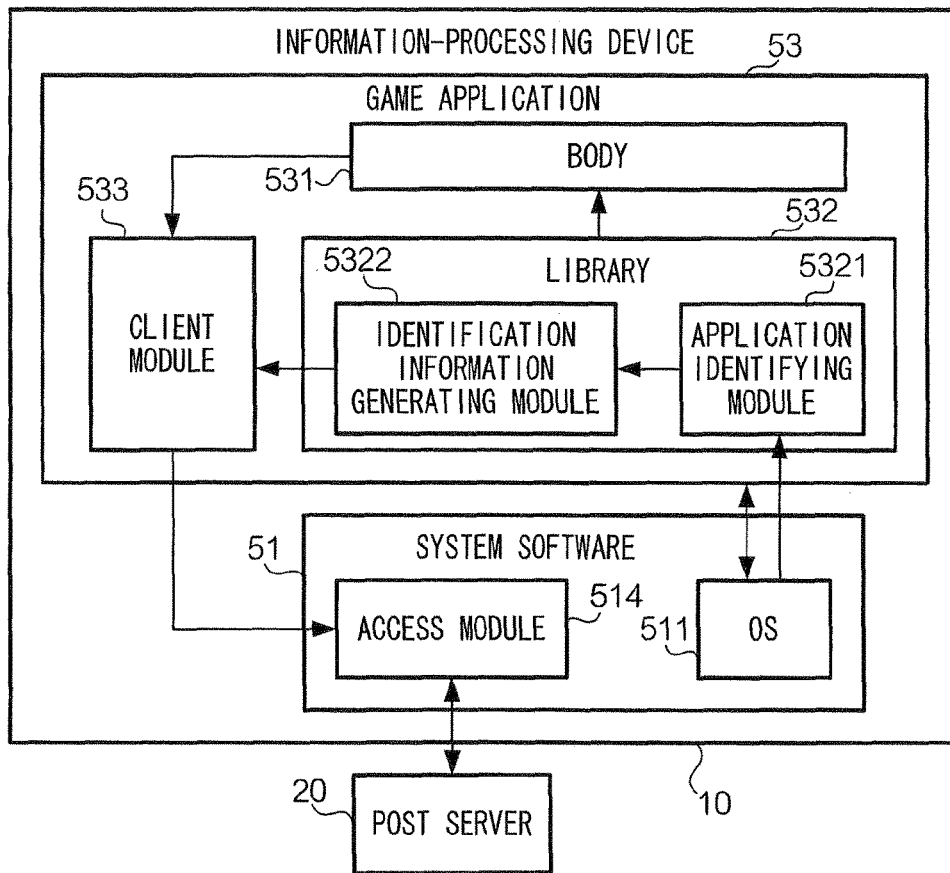 INFORMATION-PROCESSING DEVICE
53
GAME APPLICATION
BODY
531
533
532
LIBRARY
5322
5321
CLIENT
MODULE
IDENTIFICATION
INFORMATION
GENERATING MODULE
APPLICATION
IDENTIFYING
MODULE
51
SYSTEM SOFTWARE
ACCESS MODULE
514
511
OS
20
POST SERVER
10